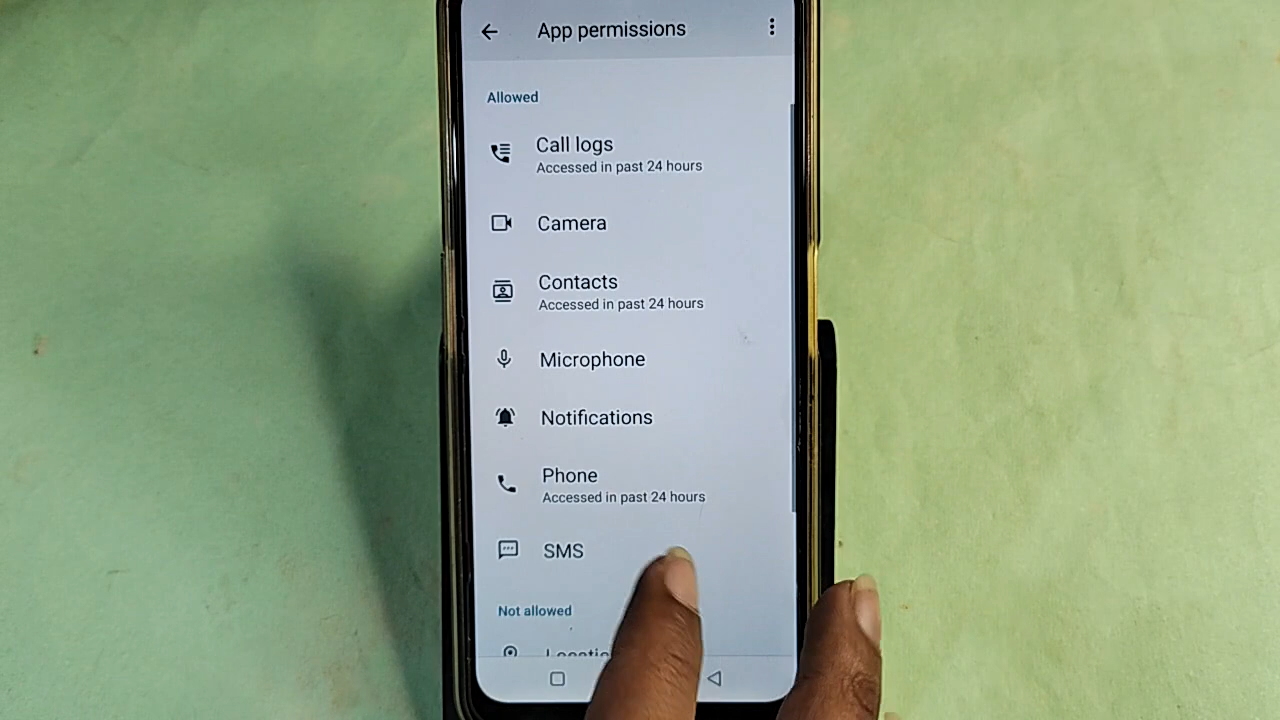 App permissions
Allowed
Call logs
Accessed in past 24 hours
Camera
Contacts
Accessed in past 24 hours
Microphone
Notifications
Phone
Accessed in past 24 hours
SMS
Not allowed